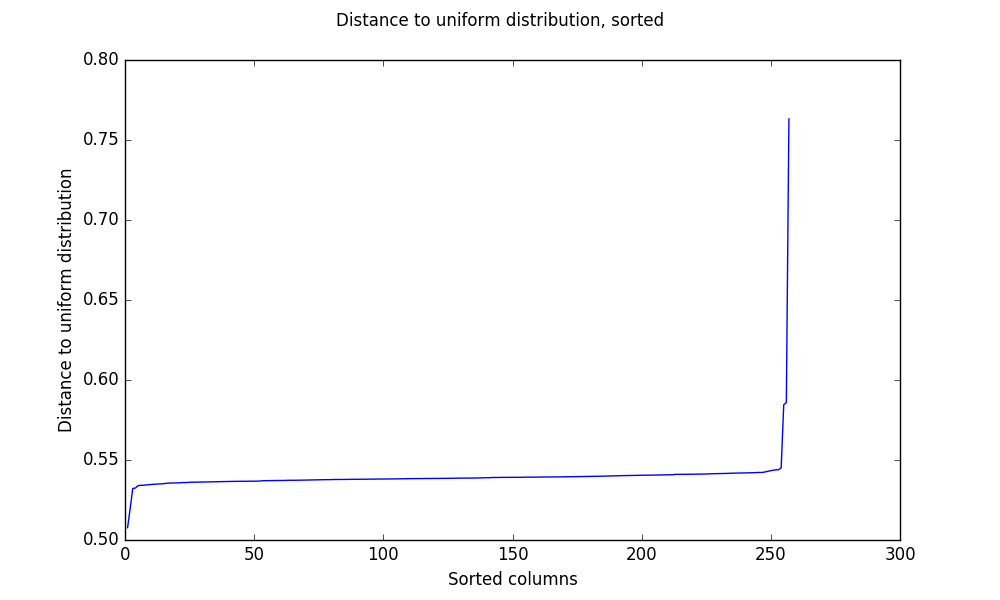 Distance to uniform distribution, sorted
0.80
0.75
0.70
0.65
0.60
0.55
0.50
Distance to uniform distribution
0 50 100 150 200 250 300
Sorted columns